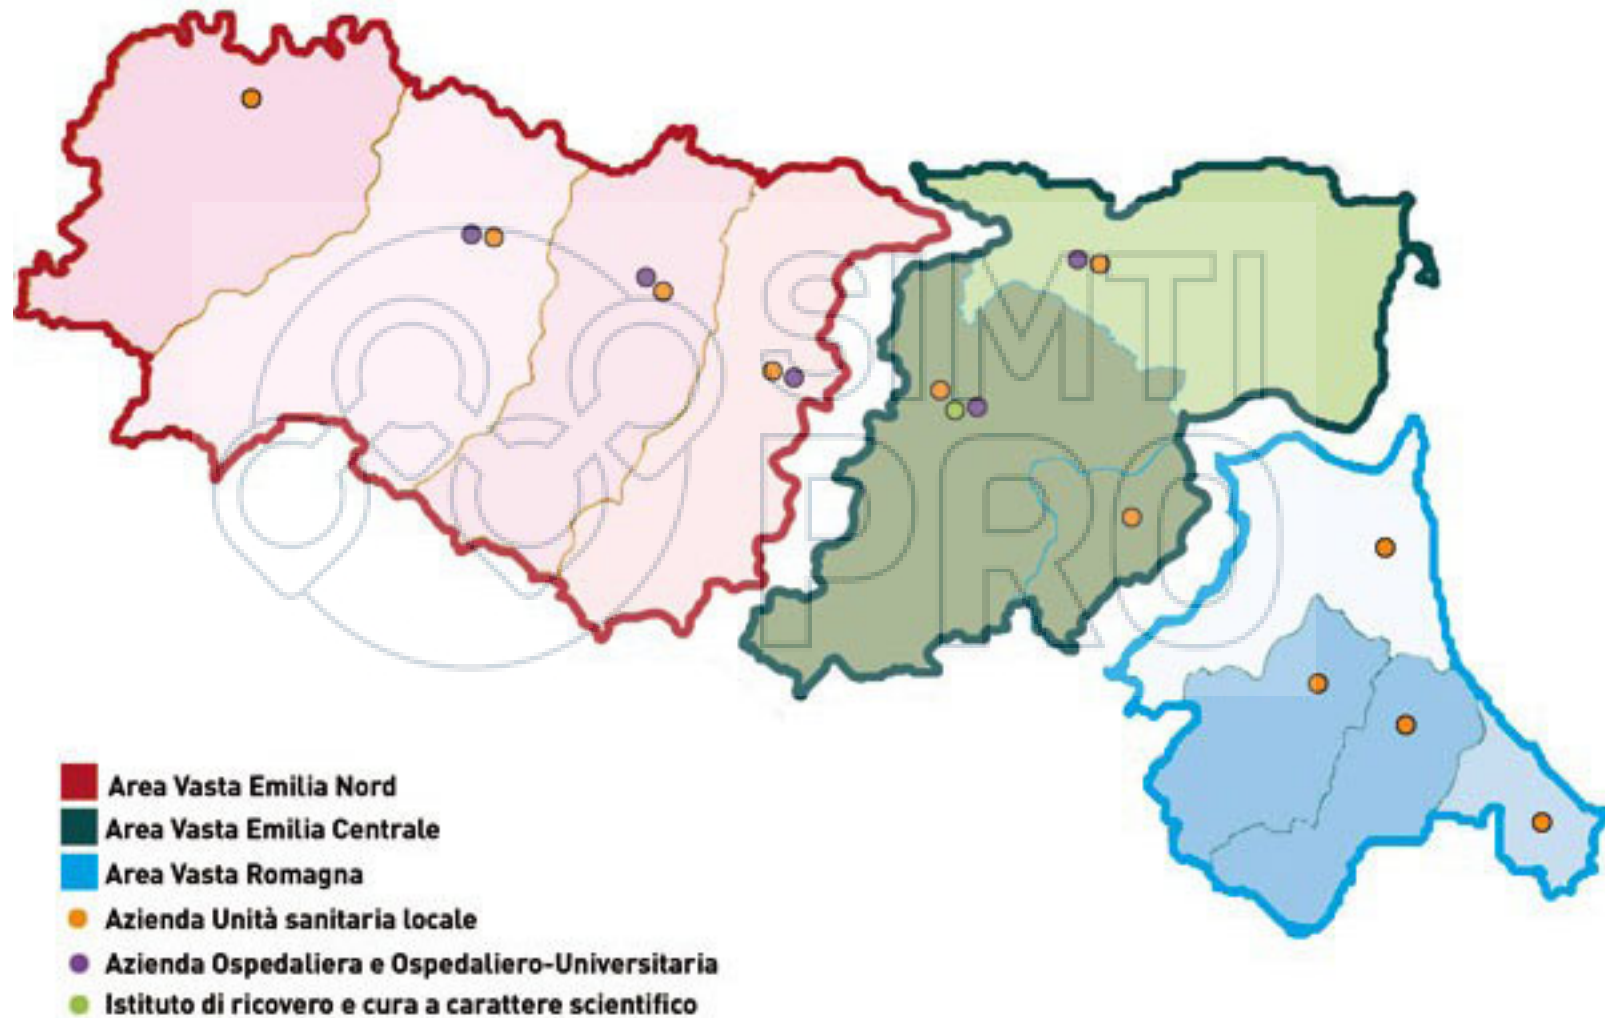 SIMTI
PRO
Area Vasta Emilia Nord
Area Vasta Emilia Centrale
Area Vasta Romagna
Azienda Unità sanitaria locale
Azienda Ospedaliera e Ospedaliero-Universitaria
Istituto di ricovero e cura a carattere scientifico